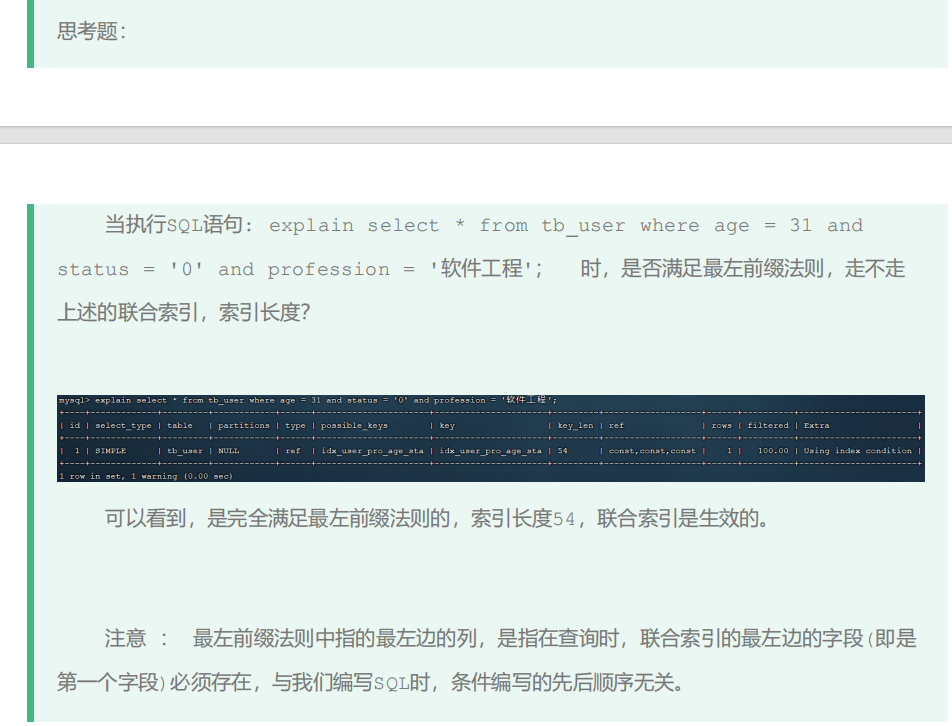 思考题：
当执行SQL语句: explain select * from tb_user where age = 31 and
status = '0' and profession = '软件工程'； 时，是否满足最左前缀法则，走不走
上述的联合索引，索引长度？
mysql> explain select * from tb_user where age = 31 and status = '0' and profession = '软件工程';
+----+-------------+---------+------------+------+----------------------+----------------------+---------+-------------------+------+----------+-----------------------+
| id | select_type | table | partitions | type | possible_keys | key | key_len | ref | rows | filtered | Extra |
+----+-------------+---------+------------+------+----------------------+----------------------+---------+-------------------+------+----------+-----------------------+
| 1 | SIMPLE | tb_user | NULL | ref | idx_user_pro_age_sta | idx_user_pro_age_sta | 54 | const,const,const | 1 | 100.00 | Using index condition |
+----+-------------+---------+------------+------+----------------------+----------------------+---------+-------------------+------+----------+-----------------------+
1 row in set, 1 warning (0.00 sec)
可以看到，是完全满足最左前缀法则的，索引长度54，联合索引是生效的。
注意 ： 最左前缀法则中指的最左边的列，是指在查询时，联合索引的最左边的字段(即是
第一个字段)必须存在，与我们编写SQL时，条件编写的先后顺序无关。